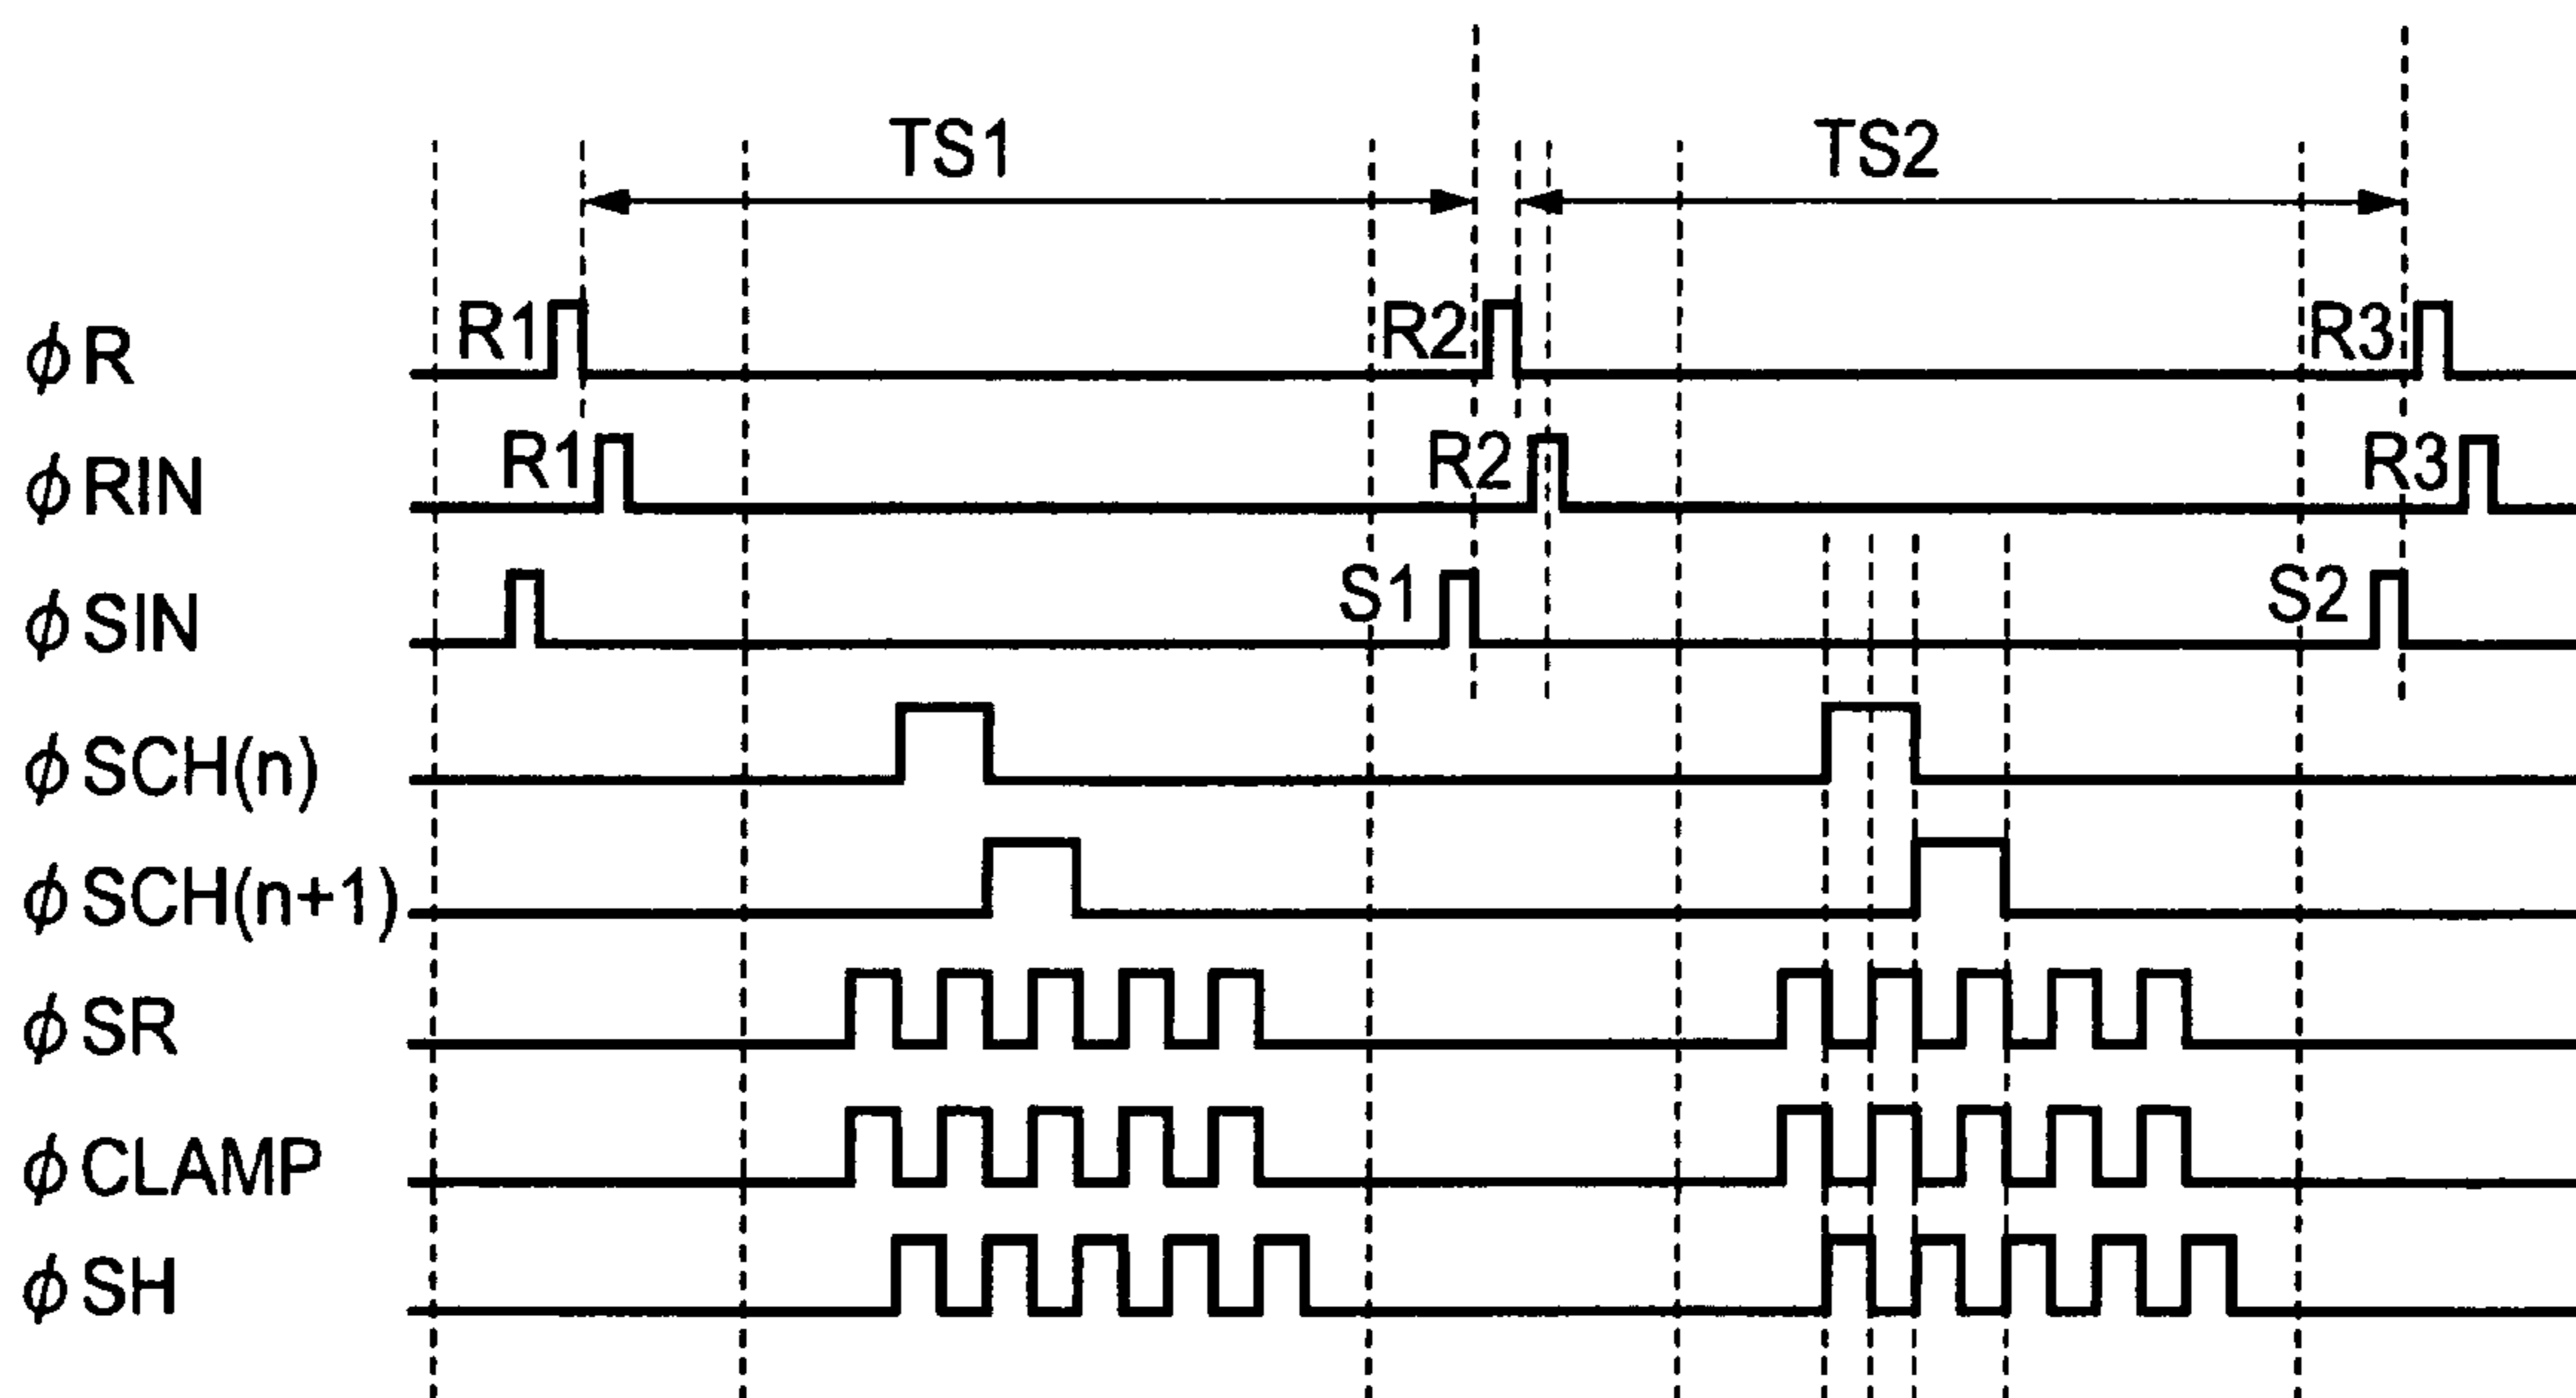 TS1 TS2
ϕR R1 R2 R3
ϕRIN R1 R2 R3
ϕSIN S1 S2
ϕSCH(n)
ϕSCH(n+1)
ϕSR
ϕCLAMP
ϕSH